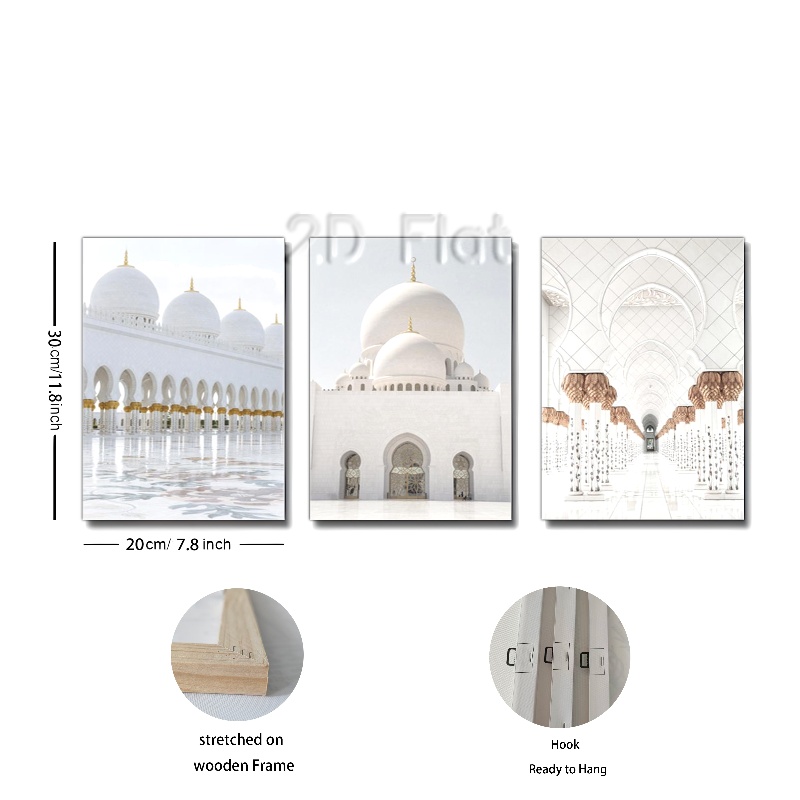 2D Flat
30cm/11.8inch
20cm/ 7.8 inch
stretched on
wooden Frame
Hook
Ready to Hang